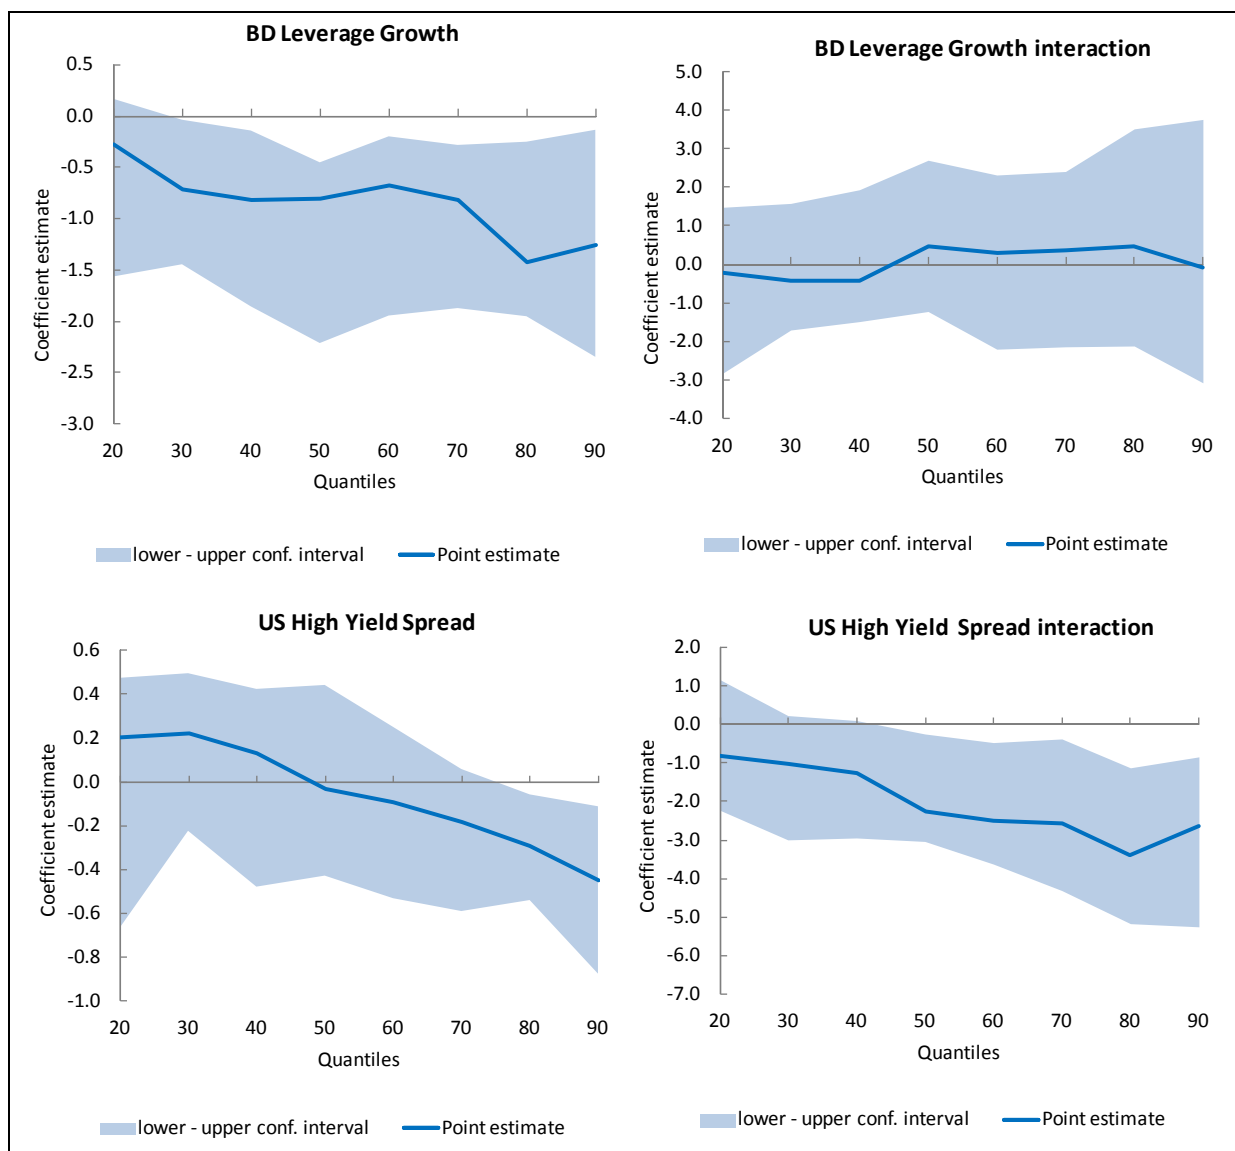 BD Leverage Growth
0.5
0.0
-0.5
-1.0
-1.5
-2.0
-2.5
-3.0
Coefficient estimate
20 30 40 50 60 70 80 90
Quantiles
lower - upper conf. interval Point estimate
BD Leverage Growth interaction
5.0
4.0
3.0
2.0
1.0
0.0
-1.0
-2.0
-3.0
-4.0
Coefficient estimate
20 30 40 50 60 70 80 90
Quantiles
lower - upper conf. interval Point estimate
US High Yield Spread
0.6
0.4
0.2
0.0
-0.2
-0.4
-0.6
-0.8
-1.0
Coefficient estimate
20 30 40 50 60 70 80 90
Quantiles
lower - upper conf. interval Point estimate
US High Yield Spread interaction
2.0
1.0
0.0
-1.0
-2.0
-3.0
-4.0
-5.0
-6.0
-7.0
Coefficient estimate
20 30 40 50 60 70 80 90
Quantiles
lower - upper conf. interval Point estimate